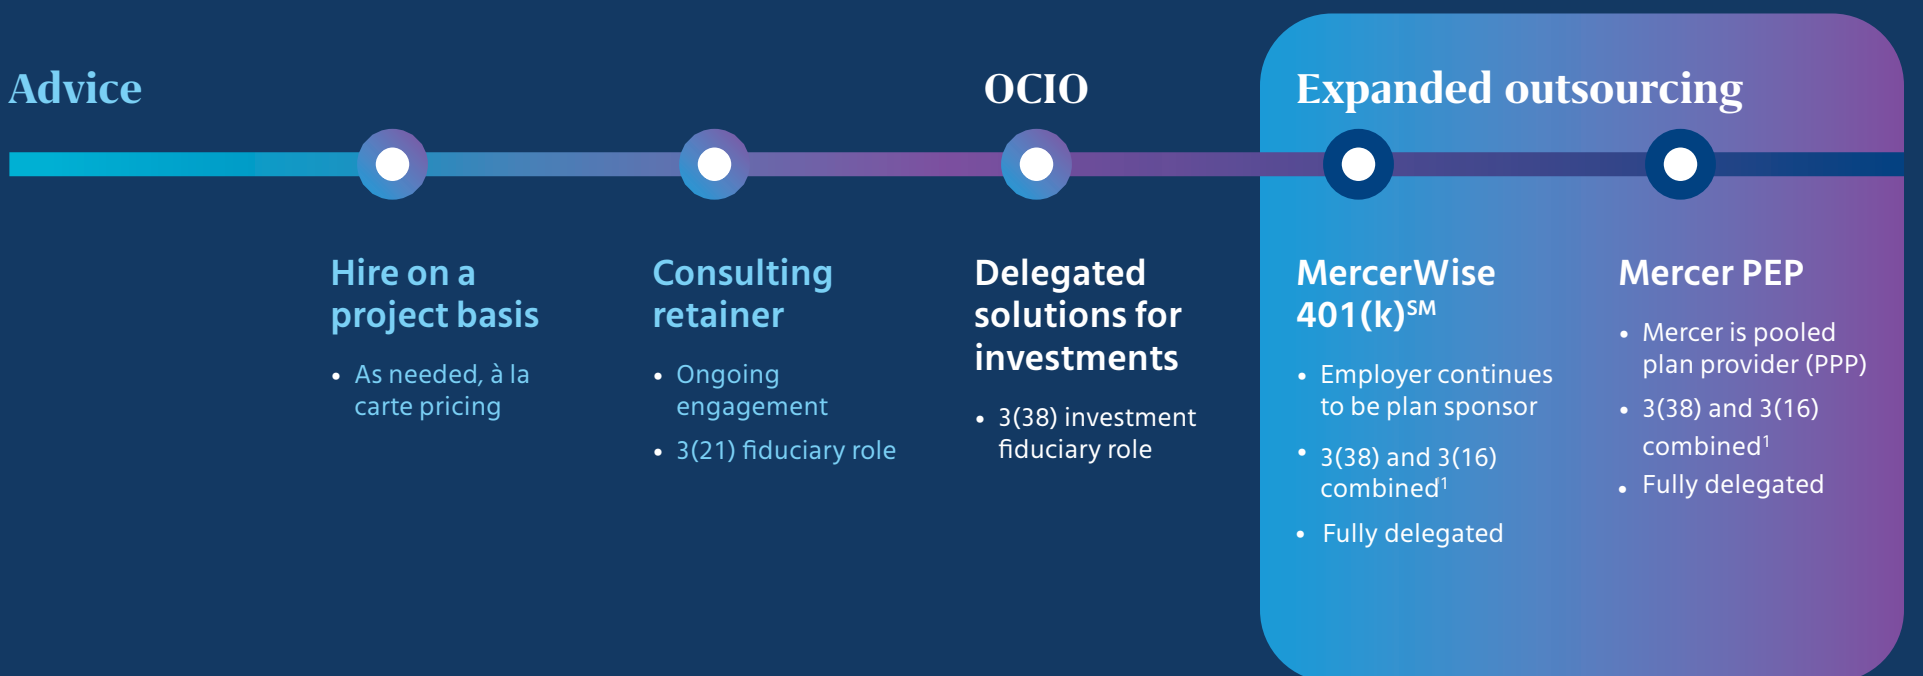 Advice
OCIO
Expanded outsourcing
Hire on a
project basis
• As needed, à la
carte pricing
Consulting
retainer
• Ongoing
engagement
• 3(21) fiduciary role
Delegated
solutions for
investments
• 3(38) investment
fiduciary role
MercerWise
401(k)℠
• Employer continues
to be plan sponsor
• 3(38) and 3(16)
combined¹
• Fully delegated
Mercer PEP
• Mercer is pooled
plan provider (PPP)
• 3(38) and 3(16)
combined¹
• Fully delegated